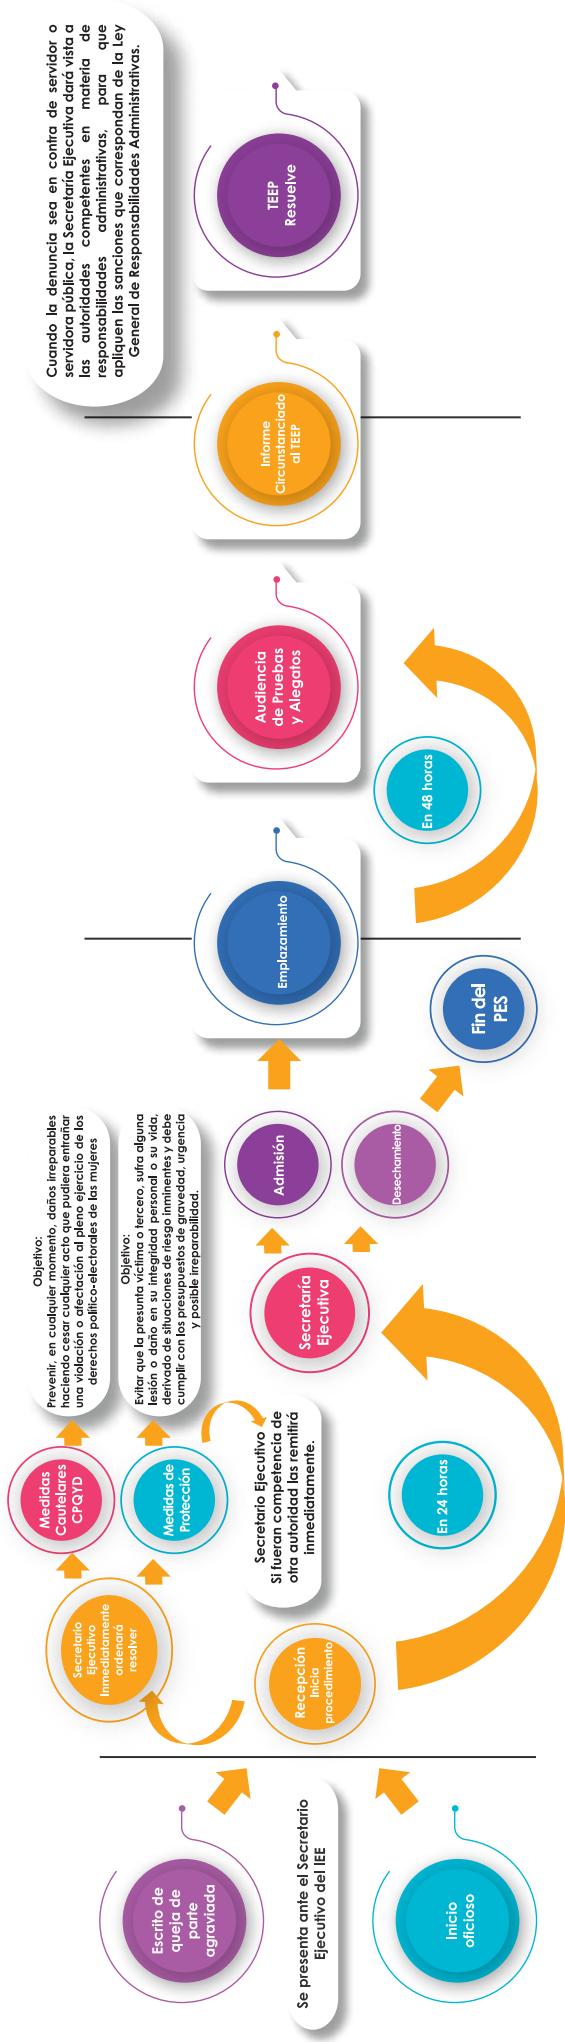 Escrito de
queja de
parte
agraviada
Se presenta ante el Secretario
Ejecutivo del IEE
Inicio
oficioso
Recepción
Inicia
procedimiento
Secretario
Ejecutivo
Inmediatamente
ordenará
resolver
Medidas
Cautelares
CPQYD
Medidas de
Protección
Objetivo:
Prevenir, en cualquier momento, daños irreparables
haciendo cesar cualquier acto que pudiera entrañar
una violación o afectación al pleno ejercicio de los
derechos político-electorales de las mujeres
Objetivo:
Evitar que la presunta víctima o tercero, sufra alguna
lesión o daño en su integridad personal o su vida,
derivado de situaciones de riesgo inminentes y debe
cumplir con los presupuestos de gravedad, urgencia
y posible irreparabilidad.
Secretario Ejecutivo
Si fueran competencia de
otra autoridad las remitirá
inmediatamente.
En 24 horas
Secretaría
Ejecutiva
Admisión
Desechamiento
Fin del
PES
Emplazamiento
En 48 horas
Audiencia
de Pruebas
y Alegatos
Informe
Circunstanciado
al TEEP
TEEP
Resuelve
Cuando la denuncia sea en contra de servidor o
servidora pública, la Secretaría Ejecutiva dará vista a
las autoridades competentes en materia de
responsabilidades administrativas, para que
apliquen las sanciones que correspondan de la Ley
General de Responsabilidades Administrativas.